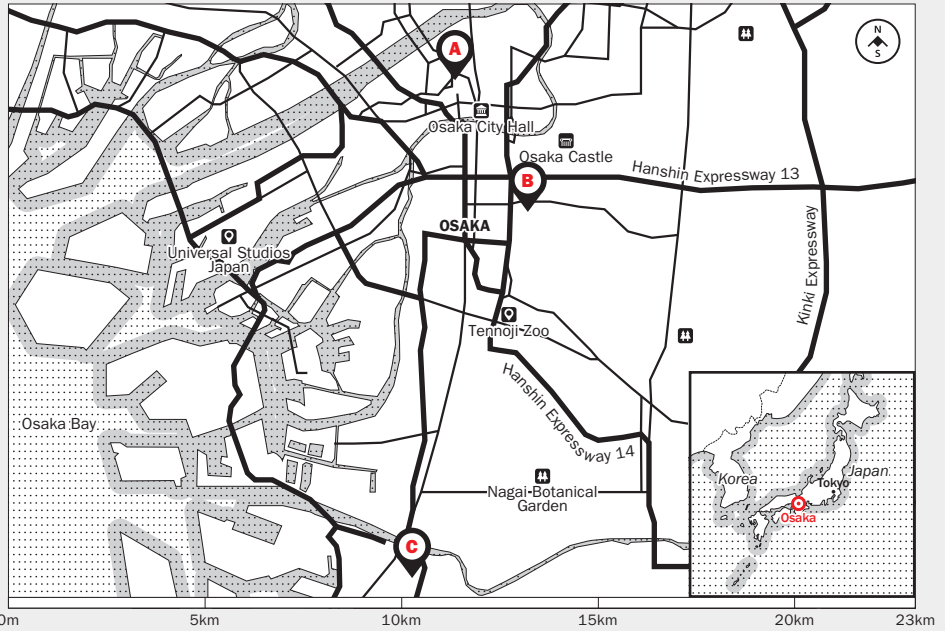 N
S
A
Osaka City Hall
Osaka Castle
Hanshin Expressway 13
B
OSAKA
Kinki Expressway
Universal Studios
Japan
Tennoji Zoo
Hanshin Expressway 14
Osaka Bay
Nagai Botanical
Garden
C
Korea
Japan
Tokyo
Osaka
0m
5km
10km
15km
20km
23km